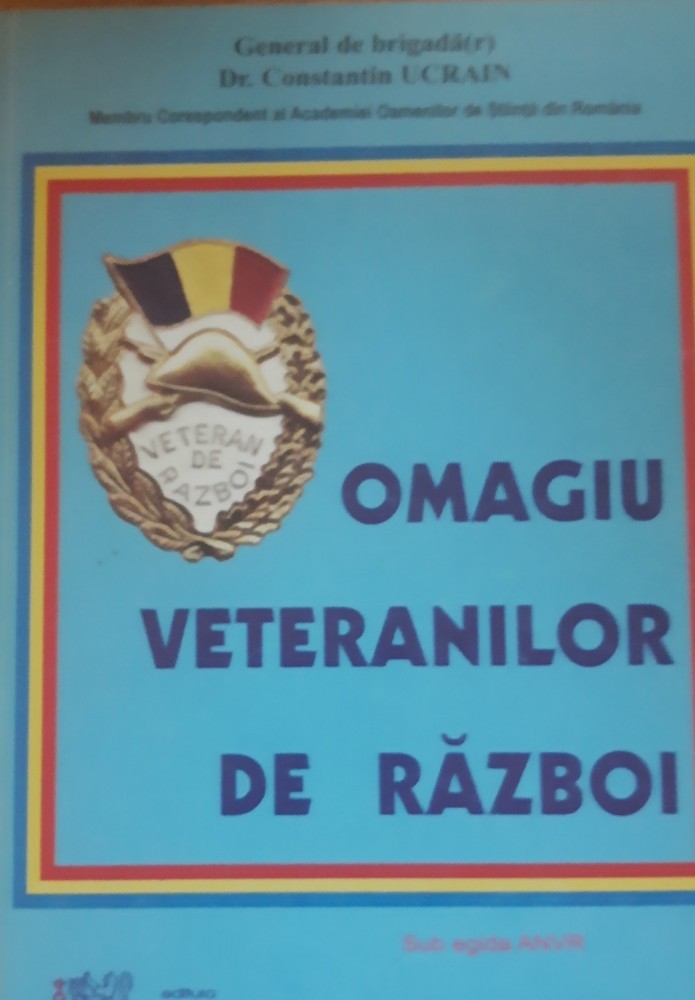 General de brigadă(r)
Dr. Constantin UCRAIN
Membru Corespondent al Academiei Oamenilor de Știință din România
VETERAN
DE
RĂZBOI
OMAGIU
VETERANILOR
DE RĂZBOI
Sub egida ANVR
editura